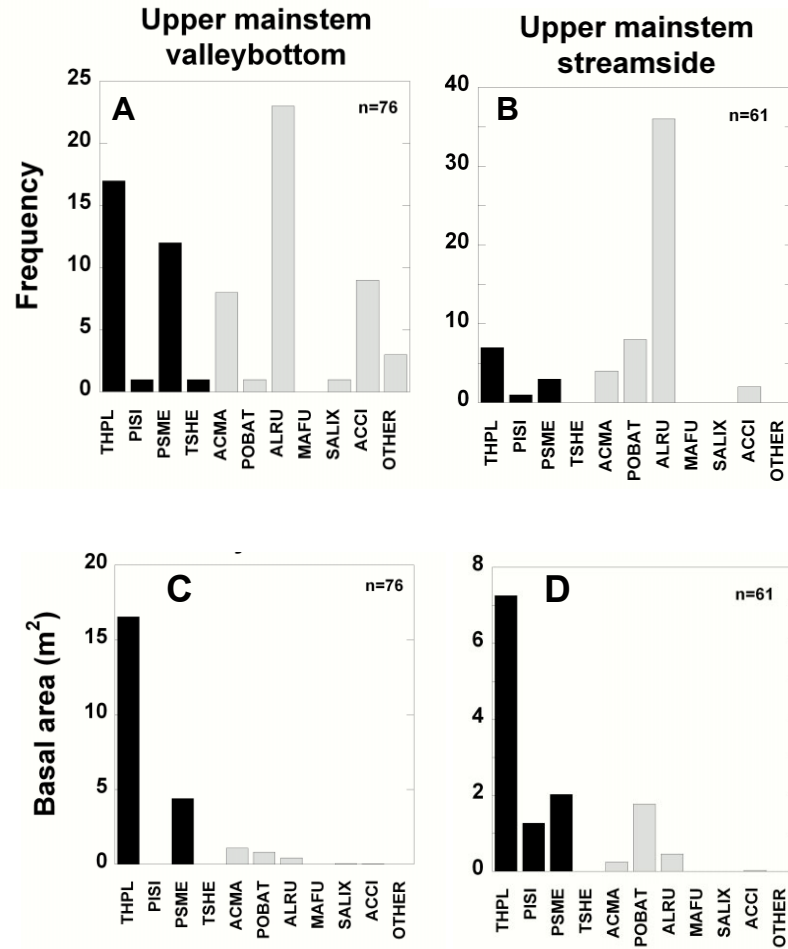 Upper mainstem
valleybottom
Upper mainstem
streamside
Frequency
25
20
15
10
5
0
A
n=76
THPL
PISI
PSME
TSHE
ACMA
POBAT
ALRU
MAFU
SALIX
ACCI
OTHER
40
30
20
10
0
B
n=61
THPL
PISI
PSME
TSHE
ACMA
POBAT
ALRU
MAFU
SALIX
ACCI
OTHER
Basal area (m²)
20
15
10
5
0
C
n=76
THPL
PISI
PSME
TSHE
ACMA
POBAT
ALRU
MAFU
SALIX
ACCI
OTHER
8
6
4
2
0
D
n=61
THPL
PISI
PSME
TSHE
ACMA
POBAT
ALRU
MAFU
SALIX
ACCI
OTHER